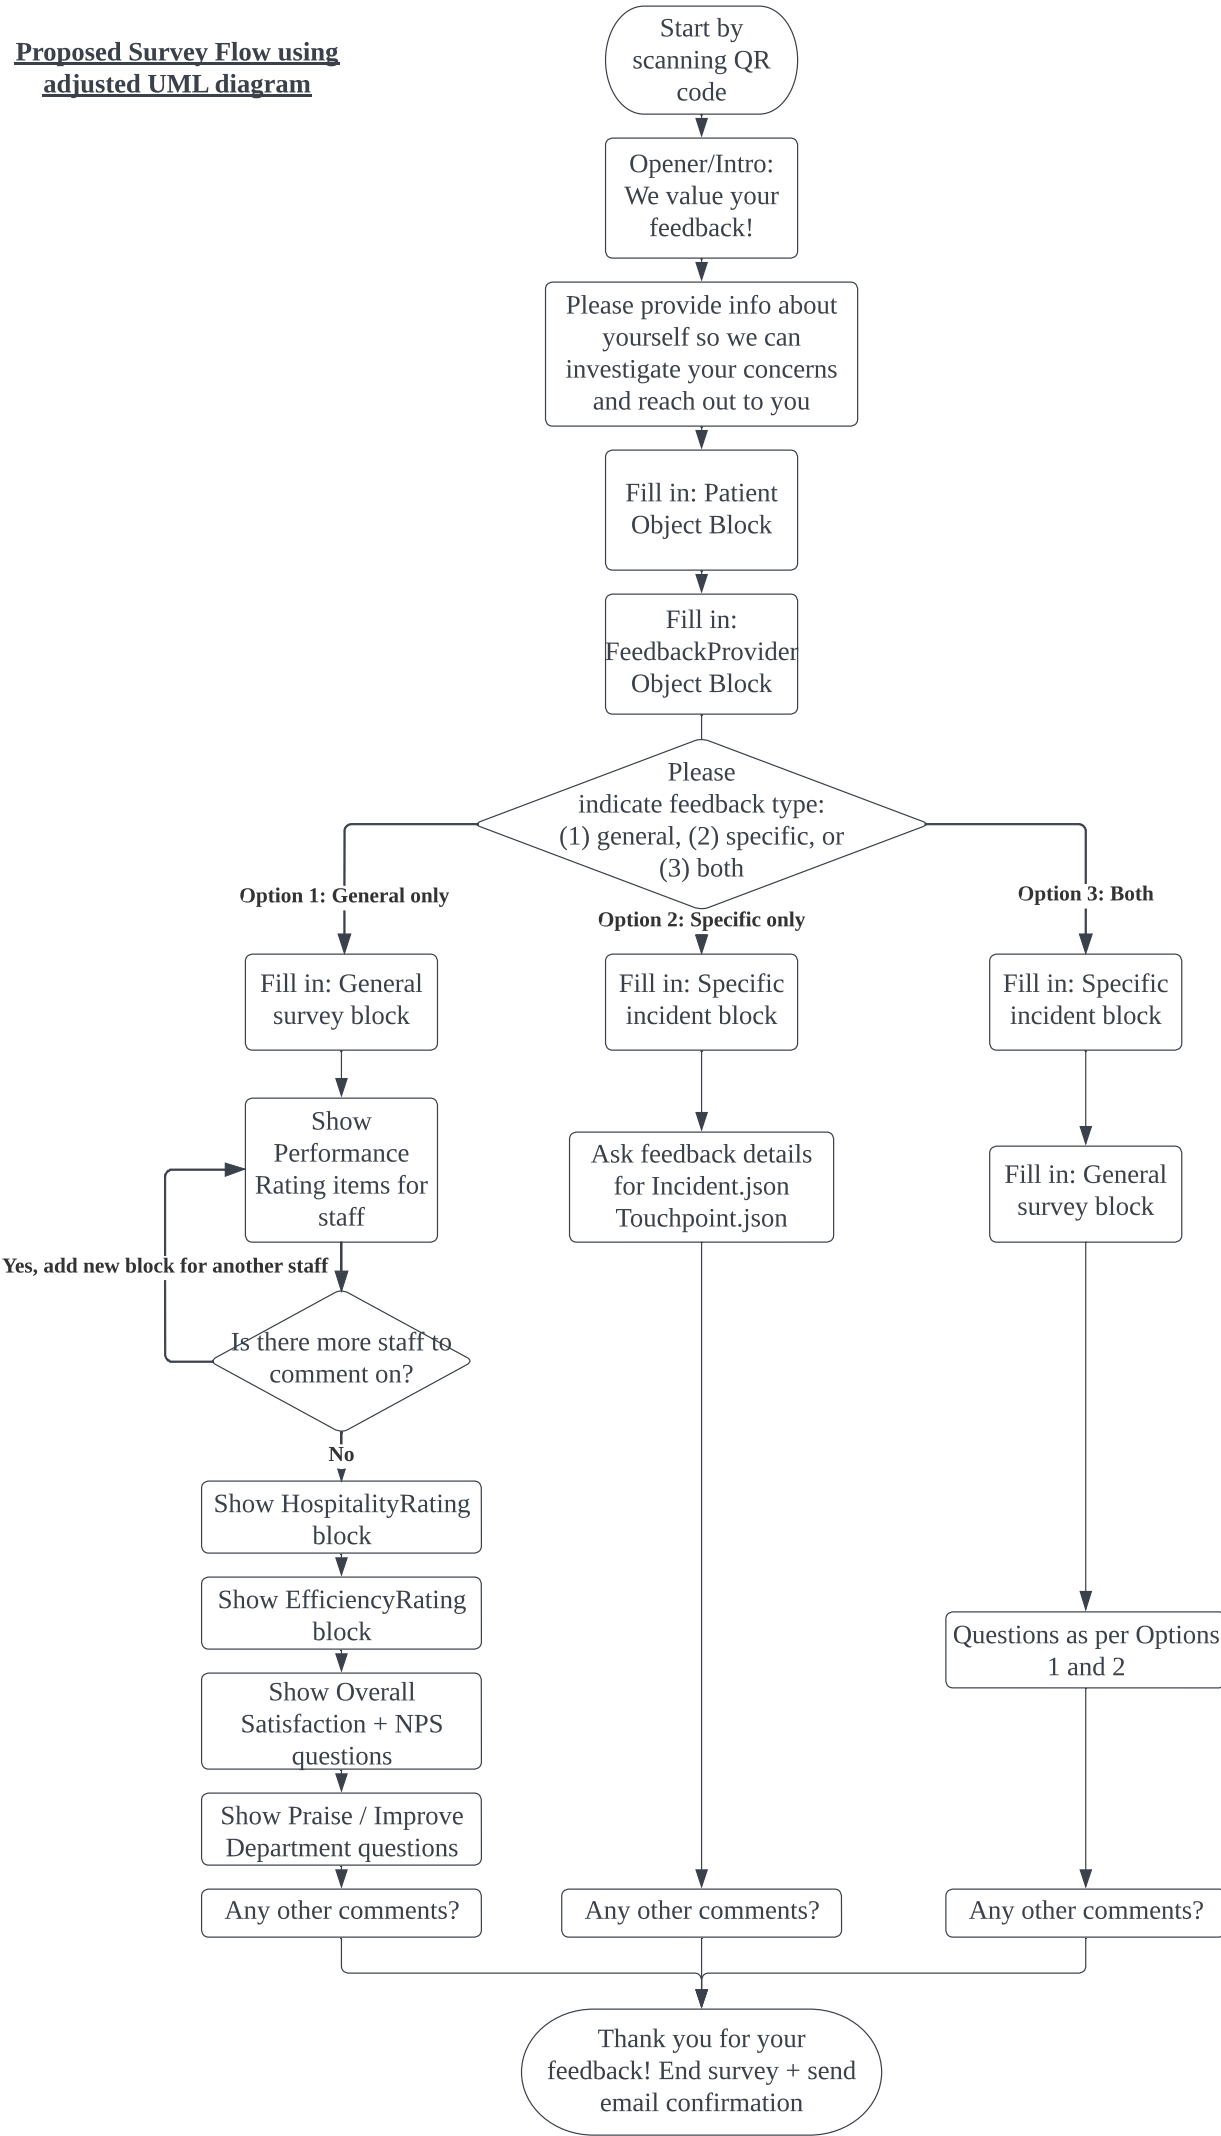 Proposed Survey Flow using
adjusted UML diagram
Start by
scanning QR
code
Opener/Intro:
We value your
feedback!
Please provide info about
yourself so we can
investigate your concerns
and reach out to you
Fill in: Patient
Object Block
Fill in:
FeedbackProvider
Object Block
Please
indicate feedback type:
(1) general, (2) specific, or
(3) both
Option 1: General only
Fill in: General
survey block
Show
Performance
Rating items for
staff
Yes, add new block for another staff
Is there more staff to
comment on?
No
Show HospitalityRating
block
Show EfficiencyRating
block
Show Overall
Satisfaction + NPS
questions
Show Praise / Improve
Department questions
Any other comments?
Option 2: Specific only
Fill in: Specific
incident block
Ask feedback details
for Incident.json
Touchpoint.json
Any other comments?
Option 3: Both
Fill in: Specific
incident block
Fill in: General
survey block
Questions as per Options
1 and 2
Any other comments?
Thank you for your
feedback! End survey + send
email confirmation